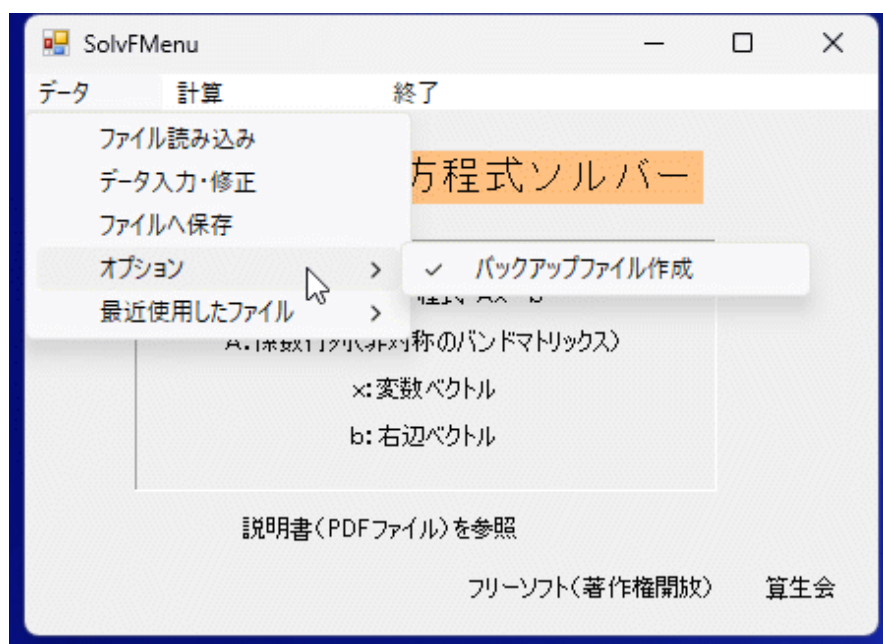 SolvFMenu
データ 計算 終了
ファイル読み込み
データ入力・修正
ファイルへ保存
オプション
最近使用したファイル
バックアップファイル作成
方程式ソルバー
A:係数行列(非対称のバンドマトリックス)
x:変数ベクトル
b:右辺ベクトル
説明書(PDFファイル)を参照
フリーソフト(著作権開放) 算生会